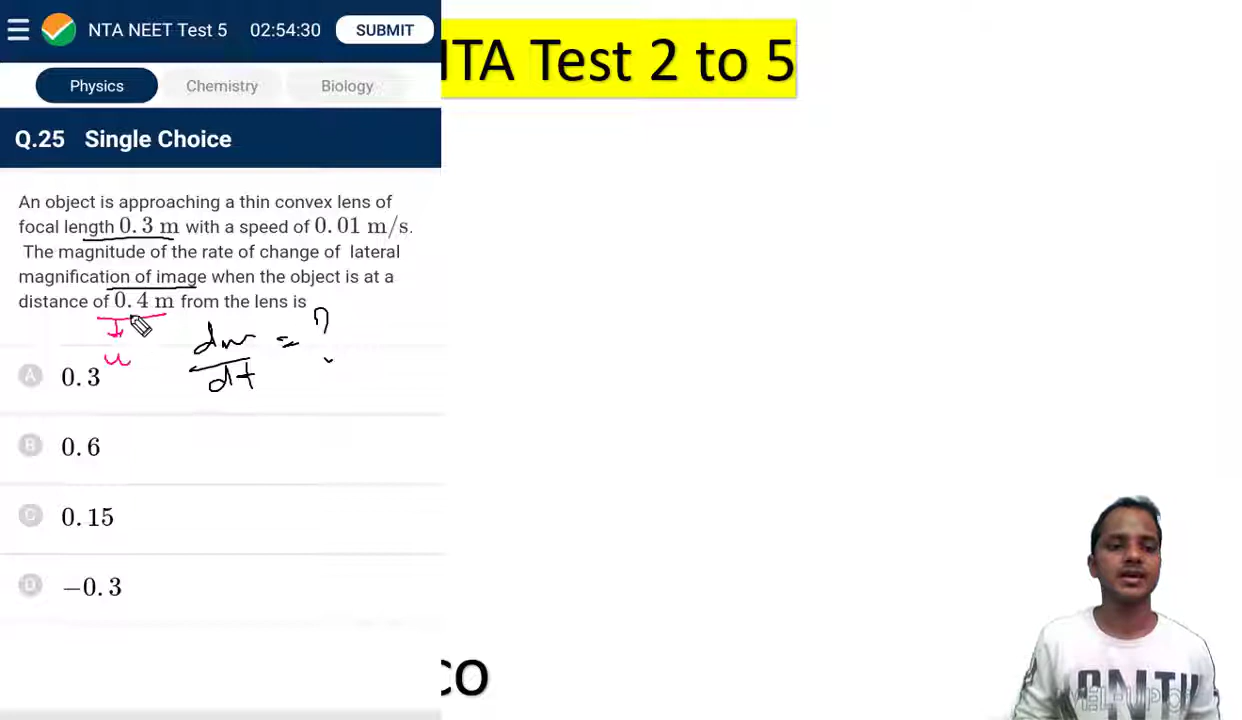 NTA NEET Test 5
02:54:30
SUBMIT
Physics
Chemistry
Biology
Q.25 Single Choice
An object is approaching a thin convex lens of
focal length 0.3 m with a speed of 0.01 m/s.
The magnitude of the rate of change of lateral
magnification of image when the object is at a
distance of 0.4 m from the lens is
u
dm/dt = ?
A 0.3
B 0.6
C 0.15
D −0.3
TA Test 2 to 5
co